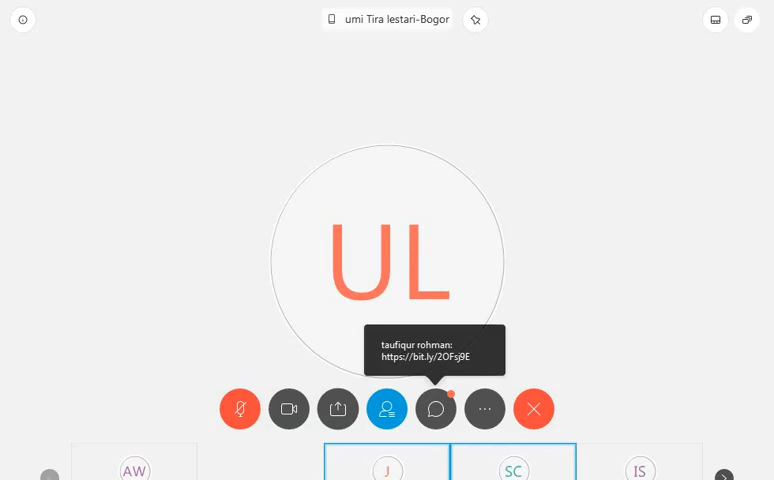 umi Tira lestari-Bogor
UL
taufiqur rohman:
https://bit.ly/2OFsj9E
AW
J
SC
IS